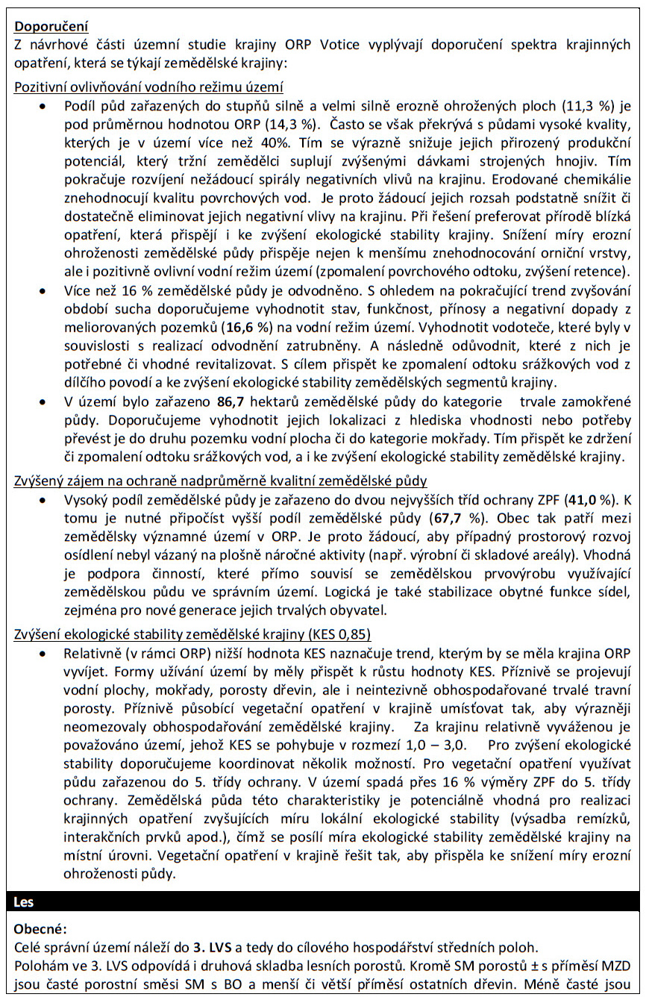 Doporučení
Z návrhové části územní studie krajiny ORP Votice vyplývají doporučení spektra krajinných
opatření, která se týkají zemědělské krajiny:
Pozitivní ovlivňování vodního režimu území
• Podíl půd zařazených do stupňů silně a velmi silně erozně ohrožených ploch (11,3 %) je
pod průměrnou hodnotou ORP (14,3 %). Často se však překrývá s půdami vysoké kvality,
kterých je v území více než 40%. Tím se výrazně snižuje jejich přirozený produkční
potenciál, který tržní zemědělci suplují zvýšenými dávkami strojených hnojiv. Tím
pokračuje rozvíjení nežádoucí spirály negativních vlivů na krajinu. Erodované chemikálie
znehodnocují kvalitu povrchových vod. Je proto žádoucí jejich rozsah podstatně snížit či
dostatečně eliminovat jejich negativní vlivy na krajinu. Při řešení preferovat přírodě blízká
opatření, která přispějí i ke zvýšení ekologické stability krajiny. Snížení míry erozní
ohroženosti zemědělské půdy přispěje nejen k menšímu znehodnocování orniční vrstvy,
ale i pozitivně ovlivní vodní režim území (zpomalení povrchového odtoku, zvýšení retence).
• Více než 16 % zemědělské půdy je odvodněno. S ohledem na pokračující trend zvyšování
období sucha doporučujeme vyhodnotit stav, funkčnost, přínosy a negativní dopady z
meliorovaných pozemků (16,6 %) na vodní režim území. Vyhodnotit vodoteče, které byly v
souvislosti s realizací odvodnění zatrubněny. A následně odůvodnit, které z nich je
potřebné či vhodné revitalizovat. S cílem přispět ke zpomalení odtoku srážkových vod z
dílčího povodí a ke zvýšení ekologické stability zemědělských segmentů krajiny.
• V území bylo zařazeno 86,7 hektarů zemědělské půdy do kategorie trvale zamokřené
půdy. Doporučujeme vyhodnotit jejich lokalizaci z hlediska vhodnosti nebo potřeby
převést je do druhu pozemku vodní plocha či do kategorie mokřady. Tím přispět ke zdržení
či zpomalení odtoku srážkových vod, a i ke zvýšení ekologické stability zemědělské krajiny.
Zvýšený zájem na ochraně nadprůměrně kvalitní zemědělské půdy
• Vysoký podíl zemědělské půdy je zařazeno do dvou nejvyšších tříd ochrany ZPF (41,0 %). K
tomu je nutné připočíst vyšší podíl zemědělské půdy (67,7 %). Obec tak patří mezi
zemědělsky významné území v ORP. Je proto žádoucí, aby případný prostorový rozvoj
osídlení nebyl vázaný na plošně náročné aktivity (např. výrobní či skladové areály). Vhodná
je podpora činností, které přímo souvisí se zemědělskou prvovýrobu využívající
zemědělskou půdu ve správním území. Logická je také stabilizace obytné funkce sídel,
zejména pro nové generace jejich trvalých obyvatel.
Zvýšení ekologické stability zemědělské krajiny (KES 0,85)
• Relativně (v rámci ORP) nižší hodnota KES naznačuje trend, kterým by se měla krajina ORP
vyvíjet. Formy užívání území by měly přispět k růstu hodnoty KES. Příznivě se projevují
vodní plochy, mokřady, porosty dřevin, ale i neintezivně obhospodařované trvalé travní
porosty. Příznivě působící vegetační opatření v krajině umísťovat tak, aby výrazněji
neomezovaly obhospodařování zemědělské krajiny. Za krajinu relativně vyváženou je
považováno území, jehož KES se pohybuje v rozmezí 1,0 – 3,0. Pro zvýšení ekologické
stability doporučujeme koordinovat několik možností. Pro vegetační opatření využívat
půdu zařazenou do 5. třídy ochrany. V území spadá přes 16 % výměry ZPF do 5. třídy
ochrany. Zemědělská půda této charakteristiky je potenciálně vhodná pro realizaci
krajinných opatření zvyšujících míru lokální ekologické stability (výsadba remízků,
interakčních prvků apod.), čímž se posílí míra ekologické stability zemědělské krajiny na
místní úrovni. Vegetační opatření v krajině řešit tak, aby přispěla ke snížení míry erozní
ohroženosti půdy.
Les
Obecné:
Celé správní území náleží do 3. LVS a tedy do cílového hospodářství středních poloh.
Polohám ve 3. LVS odpovídá i druhová skladba lesních porostů. Kromě SM porostů ± s příměsí MZD
jsou časté porostní směsi SM s BO a menší či větší příměsí ostatních dřevin. Méně časté jsou